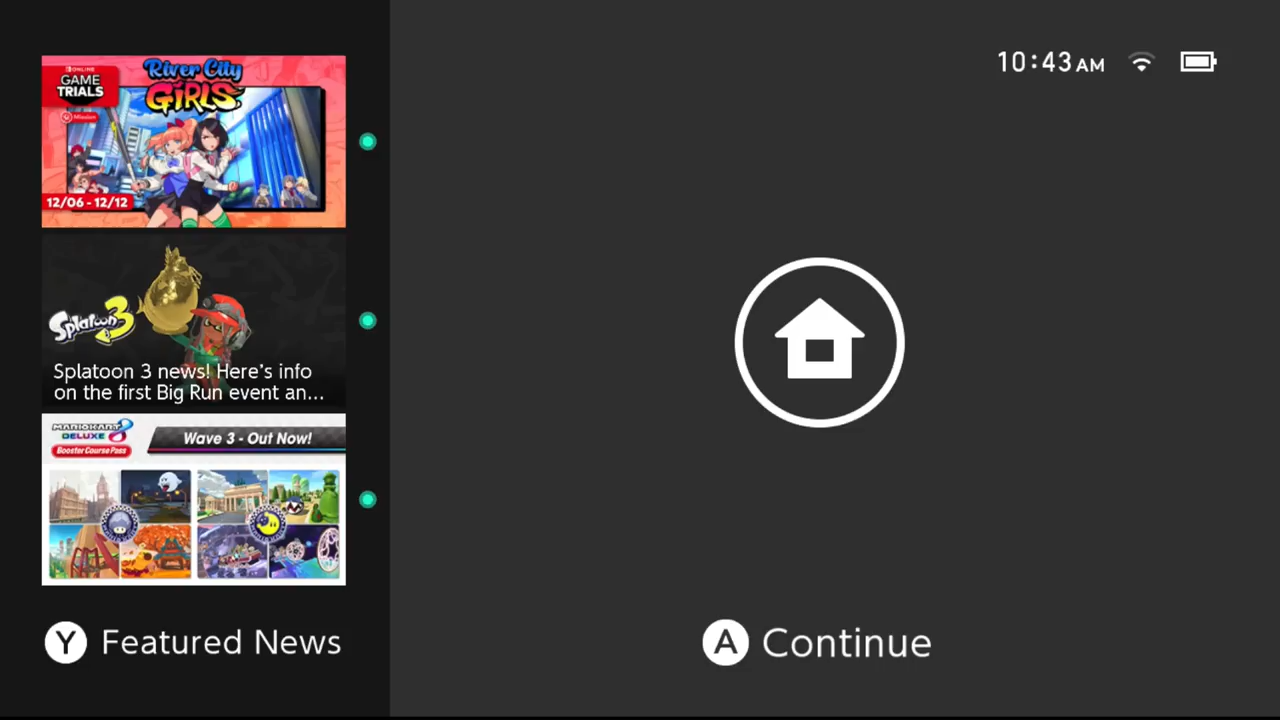 ONLINE
GAME
TRIALS
Mission
River City
GIRLS
12/06 - 12/12
Splatoon 3
Splatoon 3 news! Here's info
on the first Big Run event an...
MARIOKART 8
DELUXE
Booster Course Pass
Wave 3 - Out Now!
Y Featured News
10:43 AM
A Continue